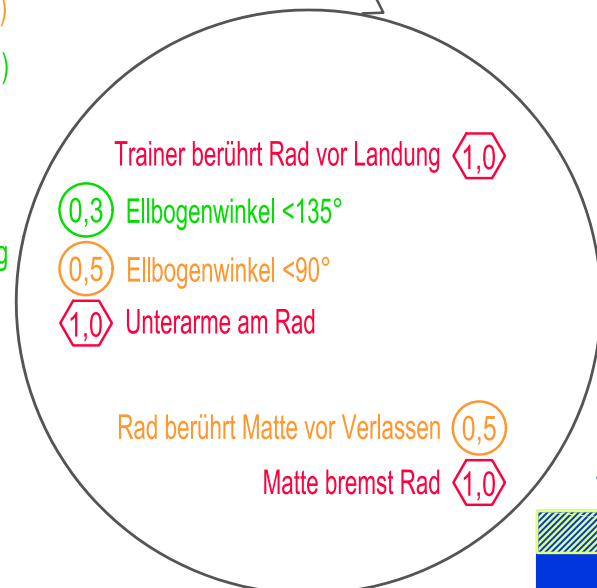 )
)
Trainer berührt Rad vor Landung 1,0
0,3 Ellbogenwinkel <135°
g
0,5 Ellbogenwinkel <90°
1,0 Unterarme am Rad
Rad berührt Matte vor Verlassen 0,5
Matte bremst Rad 1,0